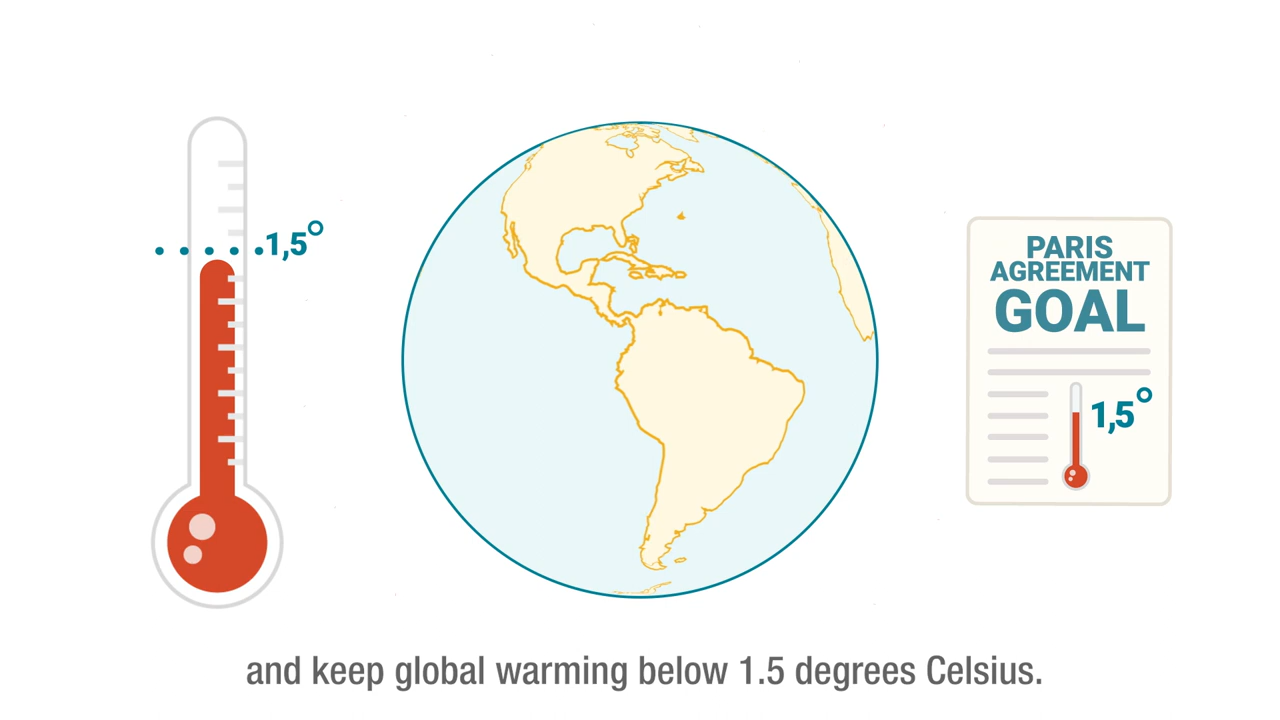 1,5°
PARIS
AGREEMENT
GOAL
1,5°
and keep global warming below 1.5 degrees Celsius.